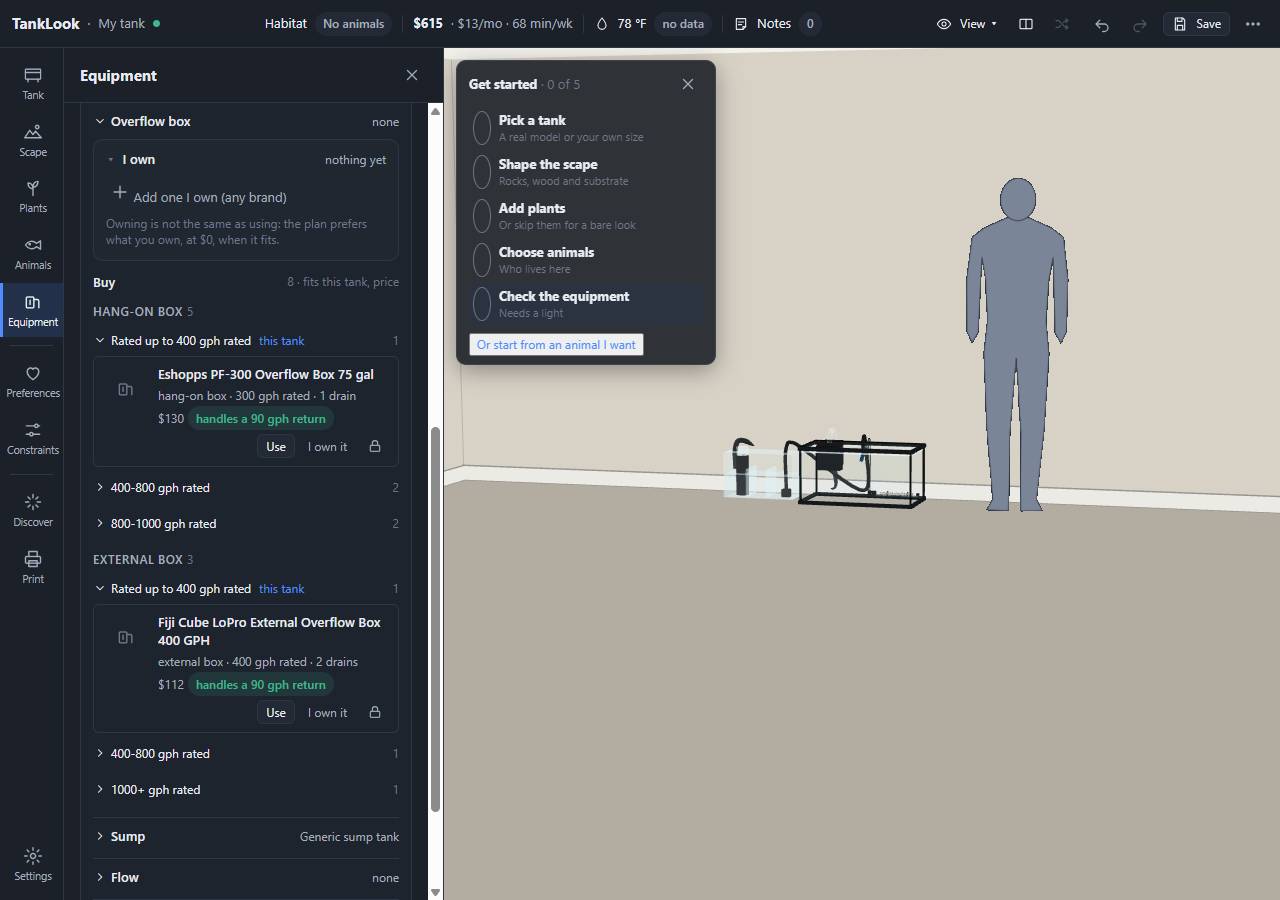 TankLook · My tank
Habitat No animals $615 · $13/mo · 68 min/wk 78 °F no data Notes 0
View Save
Tank
Scape
Plants
Animals
Equipment
Preferences
Constraints
Discover
Print
Settings
Equipment
Overflow box none
I own nothing yet
Add one I own (any brand)
Owning is not the same as using: the plan prefers
what you own, at $0, when it fits.
Buy 8 · fits this tank, price
HANG-ON BOX 5
Rated up to 400 gph rated this tank 1
Eshopps PF-300 Overflow Box 75 gal
hang-on box · 300 gph rated · 1 drain
$130 handles a 90 gph return
Use I own it
400-800 gph rated 2
800-1000 gph rated 2
EXTERNAL BOX 3
Rated up to 400 gph rated this tank 1
Fiji Cube LoPro External Overflow Box
400 GPH
external box · 400 gph rated · 2 drains
$112 handles a 90 gph return
Use I own it
400-800 gph rated 1
1000+ gph rated 1
Sump Generic sump tank
Flow none
Get started · 0 of 5
Pick a tank
A real model or your own size
Shape the scape
Rocks, wood and substrate
Add plants
Or skip them for a bare look
Choose animals
Who lives here
Check the equipment
Needs a light
Or start from an animal I want